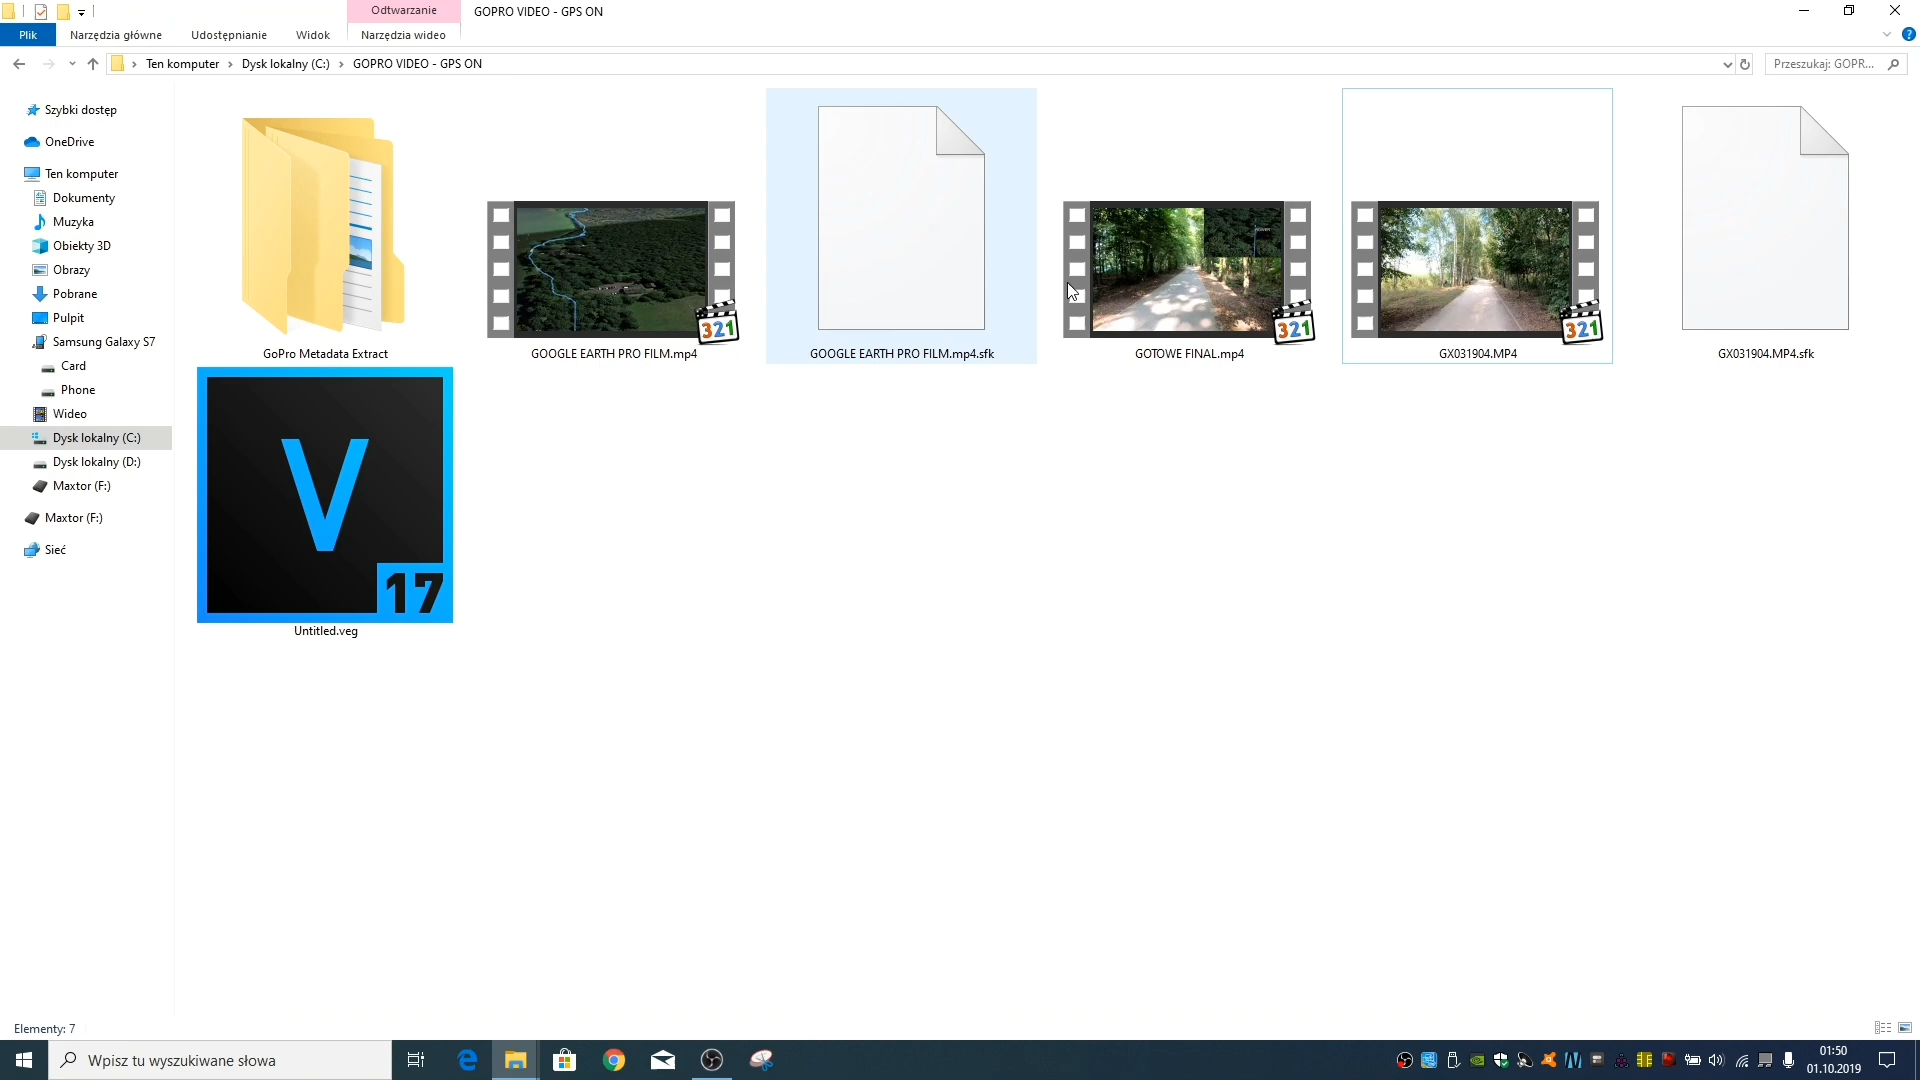 Odtwarzanie
GOPRO VIDEO - GPS ON
Plik
Narzędzia główne
Udostępnianie
Widok
Narzędzia wideo
Ten komputer
Dysk lokalny (C:)
GOPRO VIDEO - GPS ON
Przeszukaj: GOPR...
Szybki dostęp
OneDrive
Ten komputer
Dokumenty
Muzyka
Obiekty 3D
Obrazy
Pobrane
Pulpit
Samsung Galaxy S7
Card
Phone
Wideo
Dysk lokalny (C:)
Dysk lokalny (D:)
Maxtor (F:)
Maxtor (F:)
Sieć
321
321
321
GoPro Metadata Extract
GOOGLE EARTH PRO FILM.mp4
GOOGLE EARTH PRO FILM.mp4.sfk
GOTOWE FINAL.mp4
GX031904.MP4
GX031904.MP4.sfk
V
17
Untitled.veg
Elementy: 7
Wpisz tu wyszukiwane słowa
01:50
01.10.2019